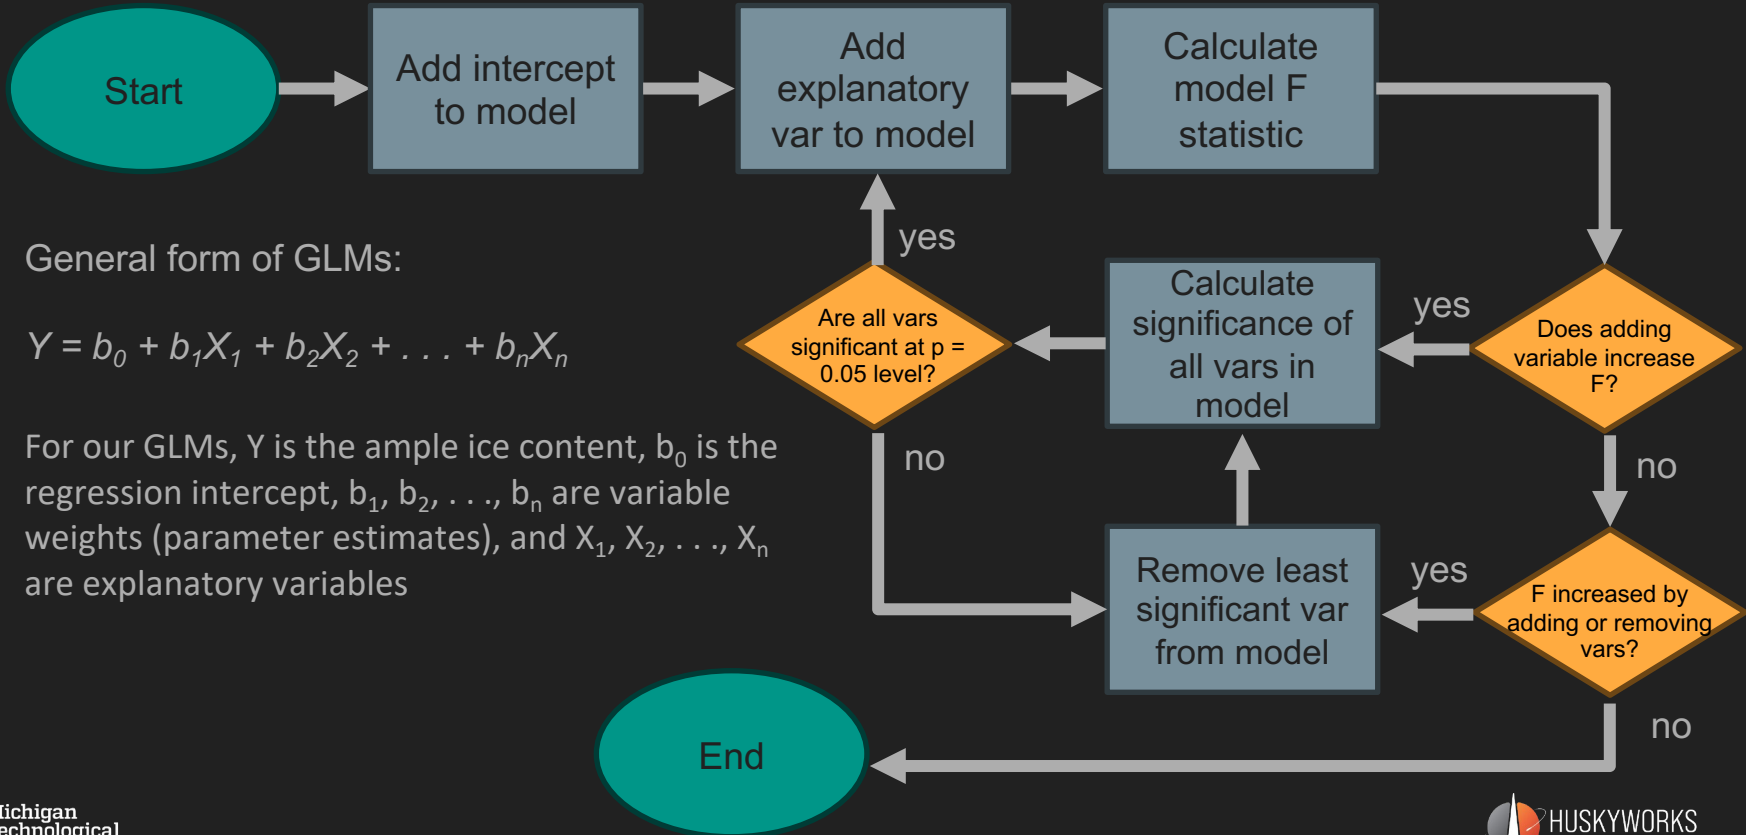 Start
Add intercept
to model
Add
explanatory
var to model
Calculate
model F
statistic
General form of GLMs:
Y = b₀ + b₁X₁ + b₂X₂ + . . . + bₙXₙ
For our GLMs, Y is the ample ice content, b₀ is the
regression intercept, b₁, b₂, . . ., bₙ are variable
weights (parameter estimates), and X₁, X₂, . . ., Xₙ
are explanatory variables
yes
Are all vars
significant at p =
0.05 level?
no
Calculate
significance of
all vars in
model
yes
Does adding
variable increase
F?
no
Remove least
significant var
from model
yes
F increased by
adding or removing
vars?
no
End
Michigan
Technological
HUSKYWORKS